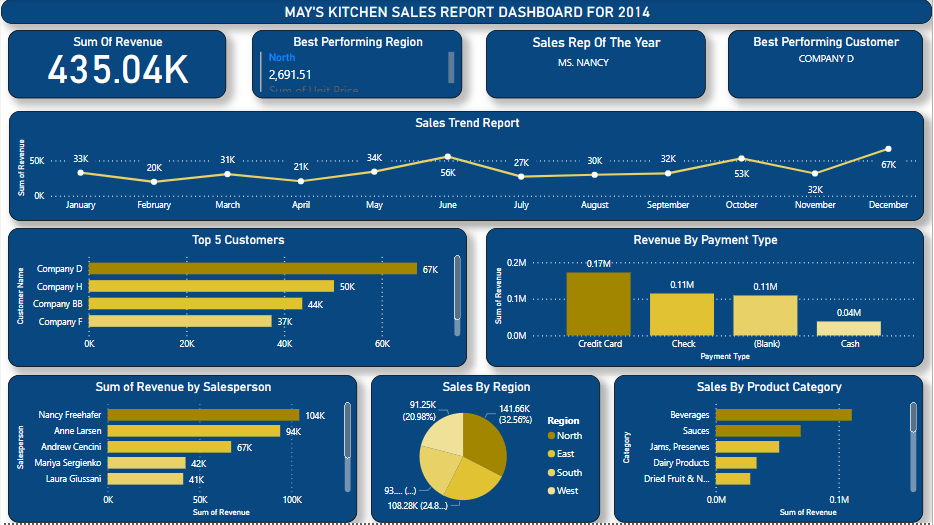 MAY'S KITCHEN SALES REPORT DASHBOARD FOR 2014
Sum Of Revenue
435.04K
Best Performing Region
North
2,691.51
Sum of Unit Price
Sales Rep Of The Year
MS. NANCY
Best Performing Customer
COMPANY D
Sales Trend Report
Sum of Revenue
50K
0K
33K
20K
31K
21K
34K
56K
27K
30K
32K
53K
32K
67K
January
February
March
April
May
June
July
August
September
October
November
December
Top 5 Customers
Customer Name
Company D
67K
Company H
50K
Company BB
44K
Company F
37K
0K
20K
40K
60K
Revenue By Payment Type
Sum of Revenue
0.2M
0.1M
0.0M
0.17M
0.11M
0.11M
0.04M
Credit Card
Check
(Blank)
Cash
Payment Type
Sum of Revenue by Salesperson
Salesperson
Nancy Freehafer
104K
Anne Larsen
94K
Andrew Cencini
67K
Mariya Sergienko
42K
Laura Giussani
41K
0K
50K
100K
Sum of Revenue
Sales By Region
91.25K
(20.98%)
141.66K
(32.56%)
93.... (...)
108.28K (24.8...)
Region
North
East
South
West
Sales By Product Category
Category
Beverages
Sauces
Jams, Preserves
Dairy Products
Dried Fruit & N...
0.0M
0.1M
Sum of Revenue